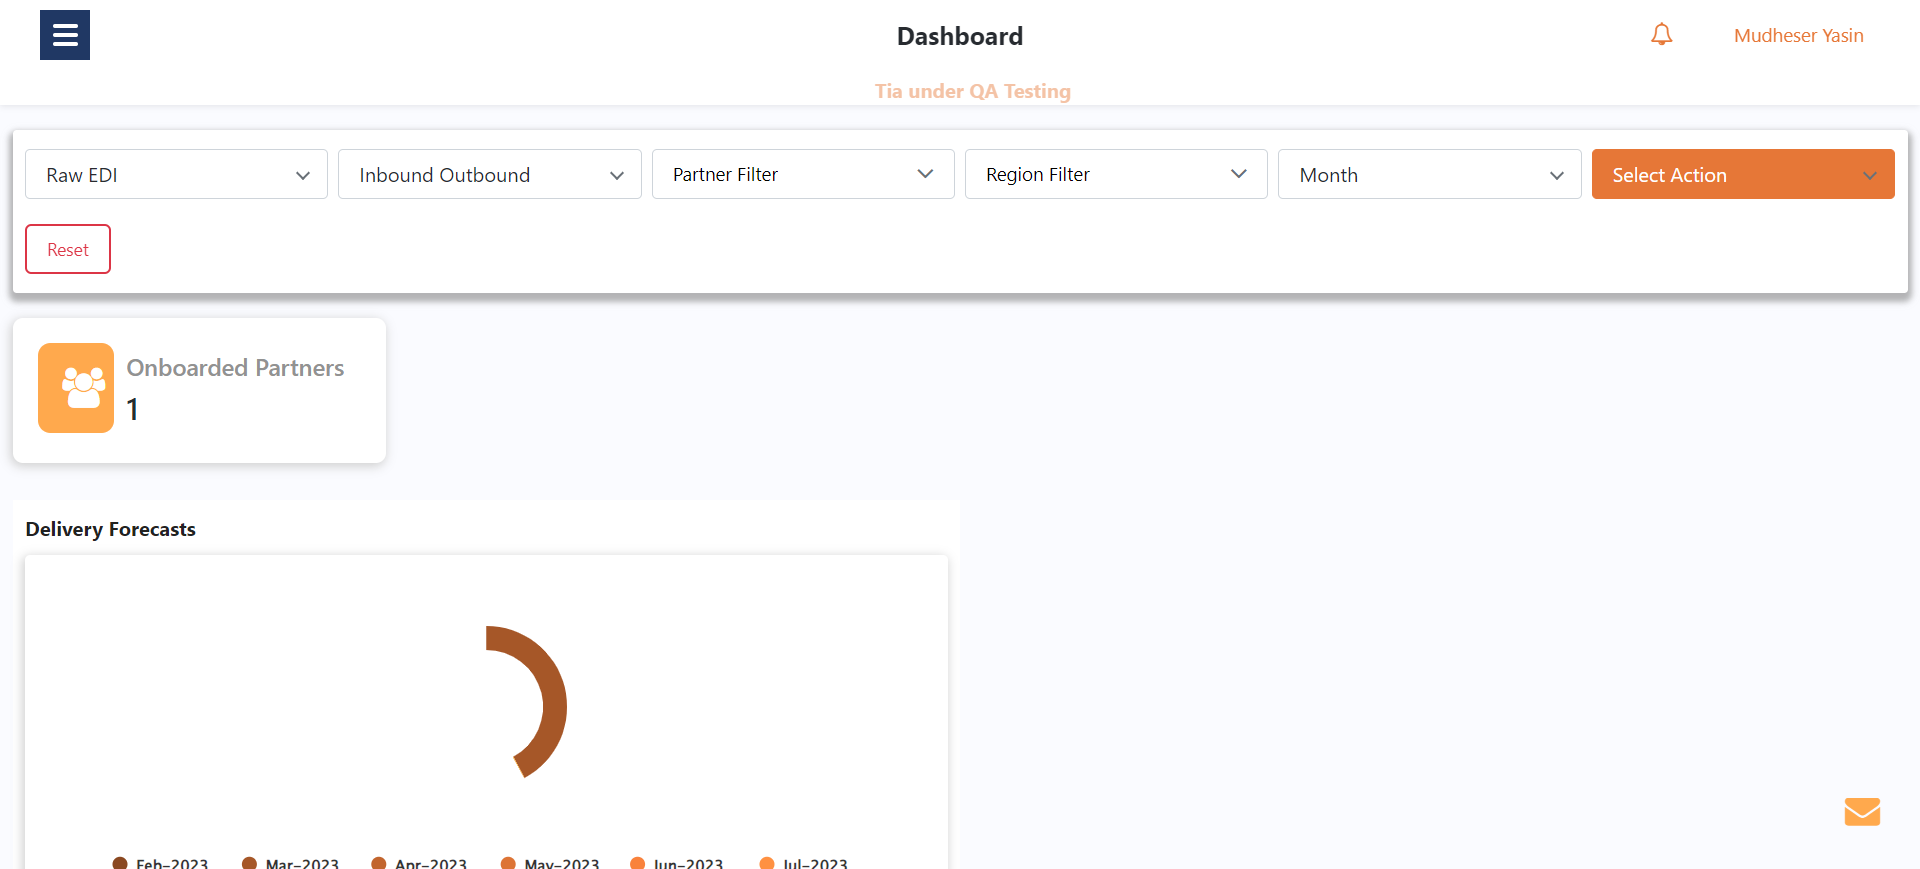 Dashboard
Mudheser Yasin
Tia under QA Testing
Raw EDI
Inbound Outbound
Partner Filter
Region Filter
Month
Select Action
Reset
Onboarded Partners
1
Delivery Forecasts
Feb-2023
Mar-2023
Apr-2023
May-2023
Jun-2023
Jul-2023